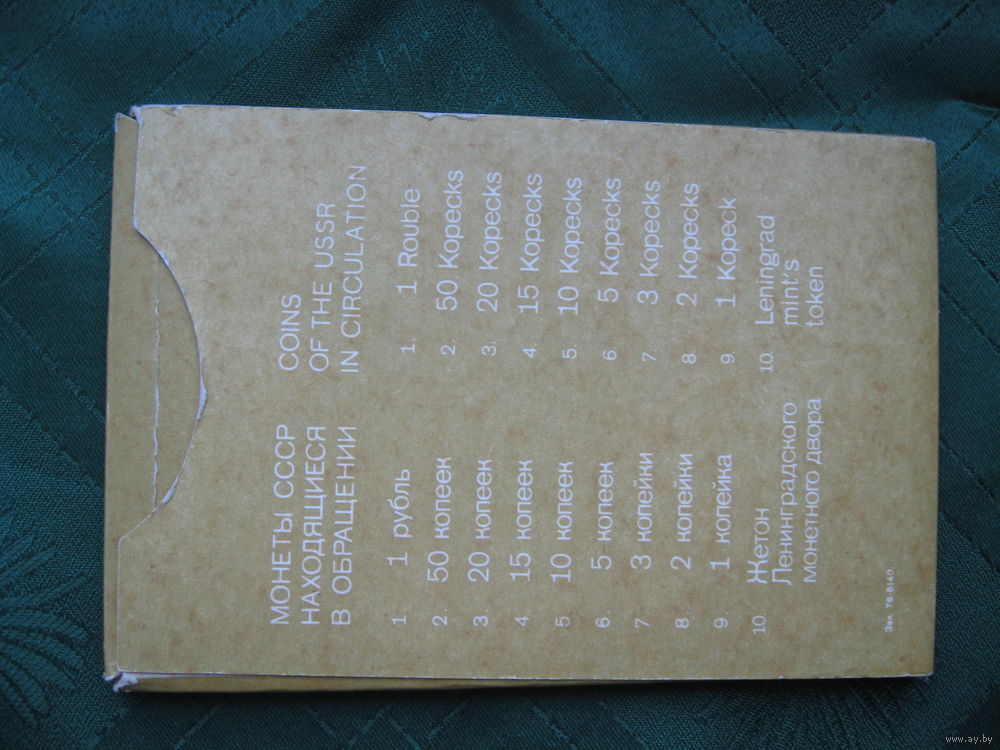 МОНЕТЫ СССР
НАХОДЯЩИЕСЯ
В ОБРАЩЕНИИ
1. 1 рубль
2. 50 копеек
3. 20 копеек
4. 15 копеек
5. 10 копеек
6. 5 копеек
7. 3 копейки
8. 2 копейки
9. 1 копейка
10. Жетон
Ленинградского
монетного двора
Зак. 76-6140.
COINS
OF THE USSR
IN CIRCULATION
1. 1 Rouble
2. 50 Kopecks
3. 20 Kopecks
4. 15 Kopecks
5. 10 Kopecks
6. 5 Kopecks
7. 3 Kopecks
8. 2 Kopecks
9. 1 Kopeck
10. Leningrad
mint's
token
www.ay.by